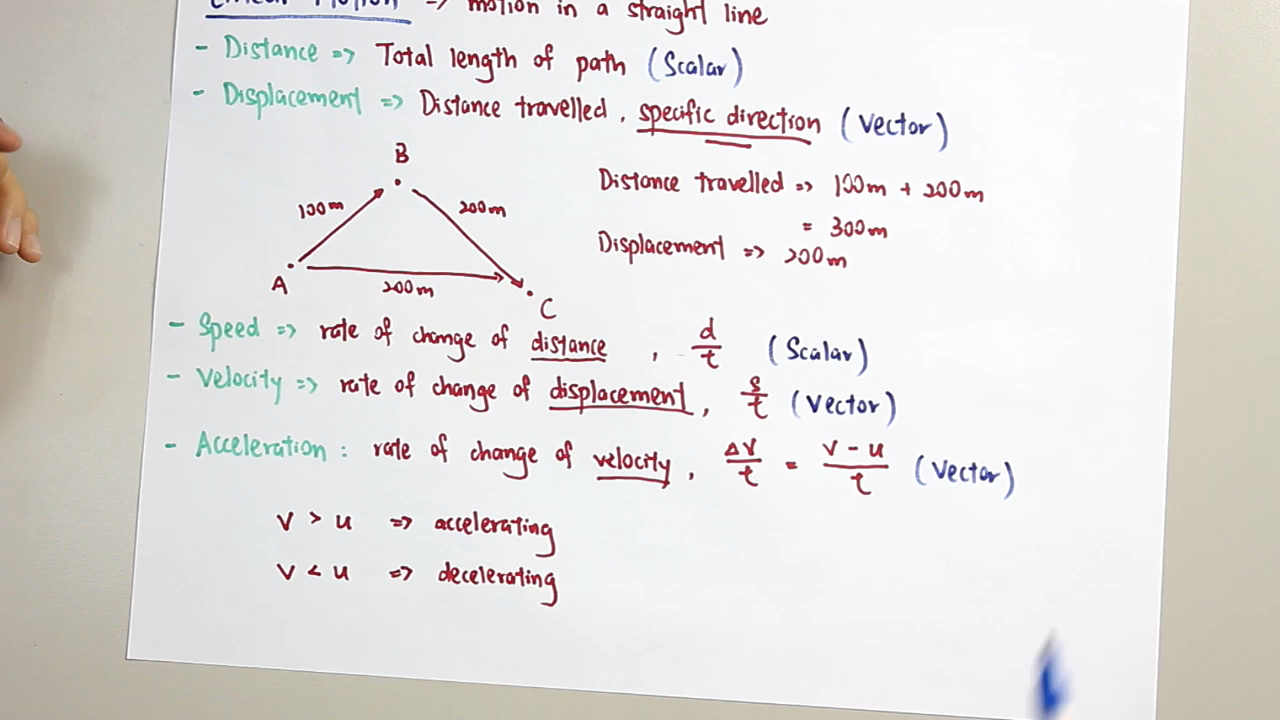 Linear Motion => motion in a straight line
- Distance => Total length of path (Scalar)
- Displacement => Distance travelled, specific direction (Vector)
B
100m
200m
A
200m
C
Distance travelled => 100m + 200m
= 300m
Displacement => 200m
- Speed => rate of change of distance, d/t (Scalar)
- Velocity => rate of change of displacement, s/t (Vector)
- Acceleration: rate of change of velocity, ΔV/t = V-u/t (Vector)
V > u => accelerating
V < u => decelerating